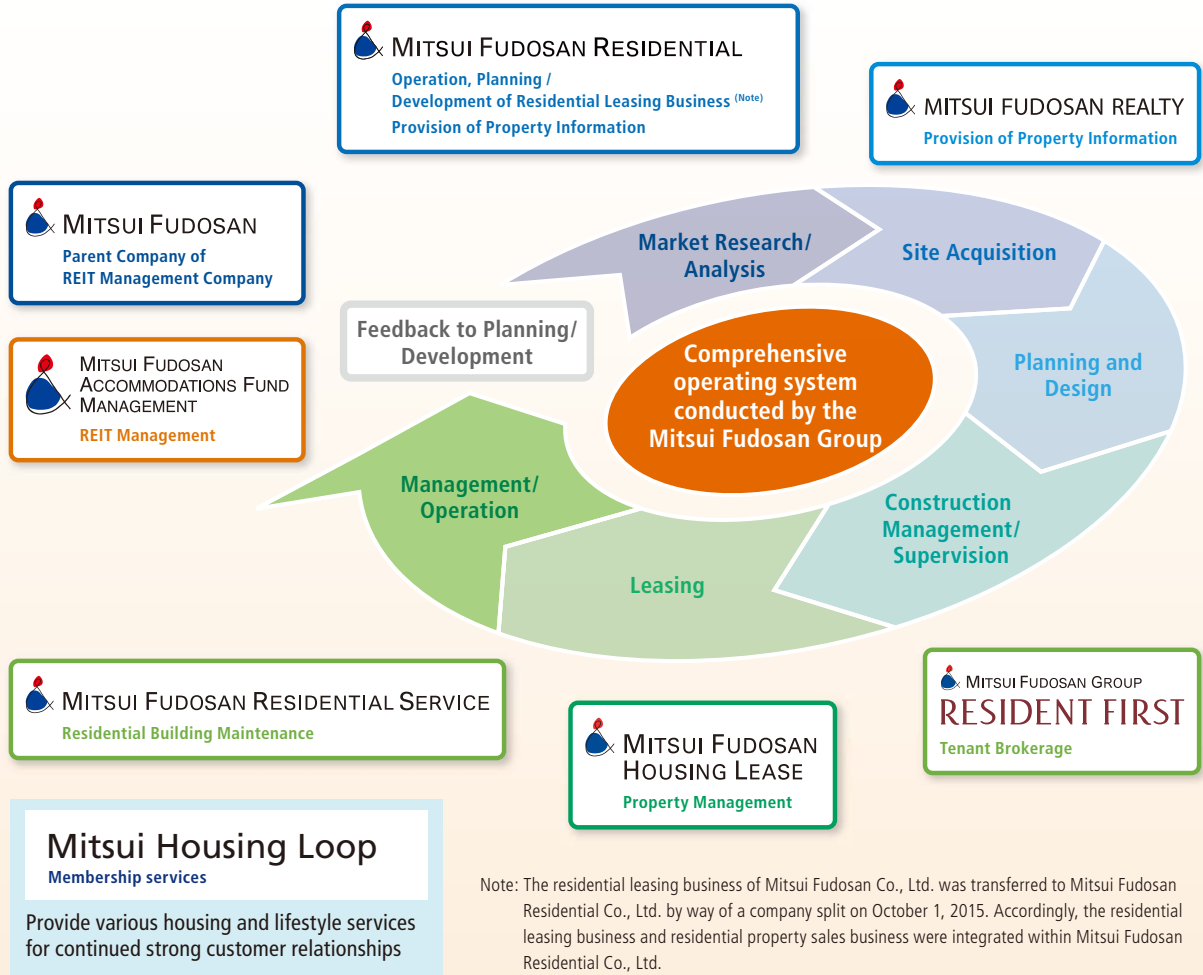 MITSUI FUDOSAN RESIDENTIAL
Operation, Planning /
Development of Residential Leasing Business (Note)
Provision of Property Information
MITSUI FUDOSAN REALTY
Provision of Property Information
MITSUI FUDOSAN
Parent Company of
REIT Management Company
MITSUI FUDOSAN
ACCOMMODATIONS FUND
MANAGEMENT
REIT Management
Market Research/
Analysis
Site Acquisition
Feedback to Planning/
Development
Comprehensive
operating system
conducted by the
Mitsui Fudosan Group
Planning and
Design
Management/
Operation
Construction
Management/
Supervision
Leasing
MITSUI FUDOSAN RESIDENTIAL SERVICE
Residential Building Maintenance
MITSUI FUDOSAN
HOUSING LEASE
Property Management
MITSUI FUDOSAN GROUP
RESIDENT FIRST
Tenant Brokerage
Mitsui Housing Loop
Membership services
Provide various housing and lifestyle services
for continued strong customer relationships
Note: The residential leasing business of Mitsui Fudosan Co., Ltd. was transferred to Mitsui Fudosan
Residential Co., Ltd. by way of a company split on October 1, 2015. Accordingly, the residential
leasing business and residential property sales business were integrated within Mitsui Fudosan
Residential Co., Ltd.